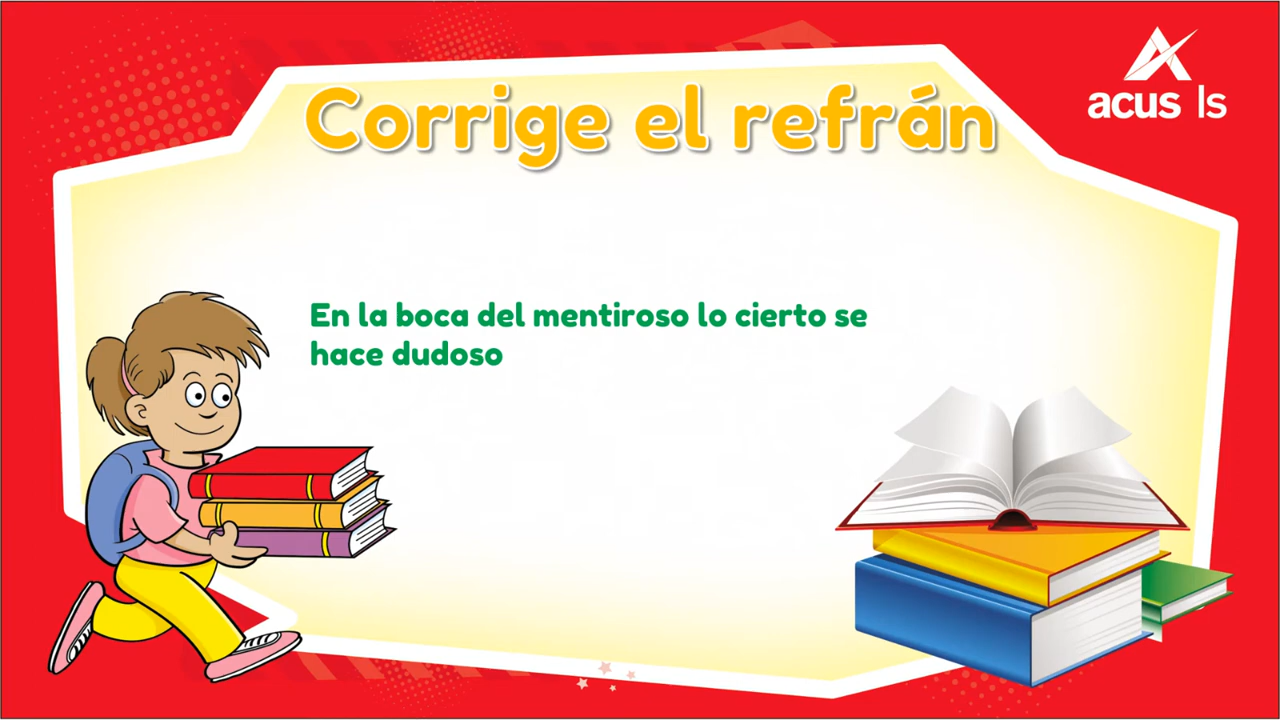 Corrige el refrán
acus ls
En la boca del mentiroso lo cierto se
hace dudoso